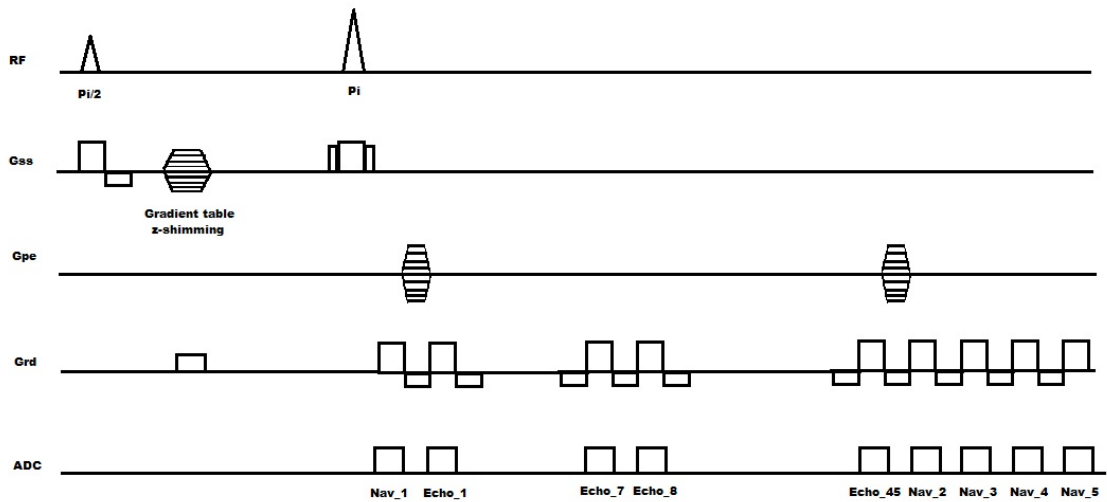 RF
Pi/2
Pi
Gss
Gradient table
z-shimming
Gpe
Grd
ADC
Nav_1 Echo_1 Echo_7 Echo_8 Echo_45 Nav_2 Nav_3 Nav_4 Nav_5